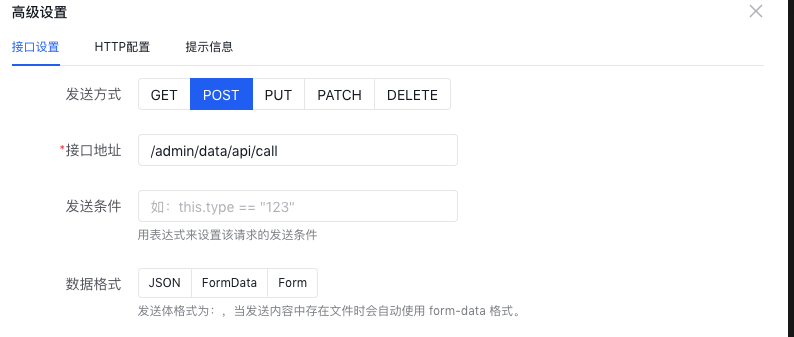 高级设置
接口设置 HTTP配置 提示信息
发送方式 GET POST PUT PATCH DELETE
*接口地址 /admin/data/api/call
发送条件 如：this.type == "123"
用表达式来设置该请求的发送条件
数据格式 JSON FormData Form
发送体格式为：，当发送内容中存在文件时会自动使用 form-data 格式。